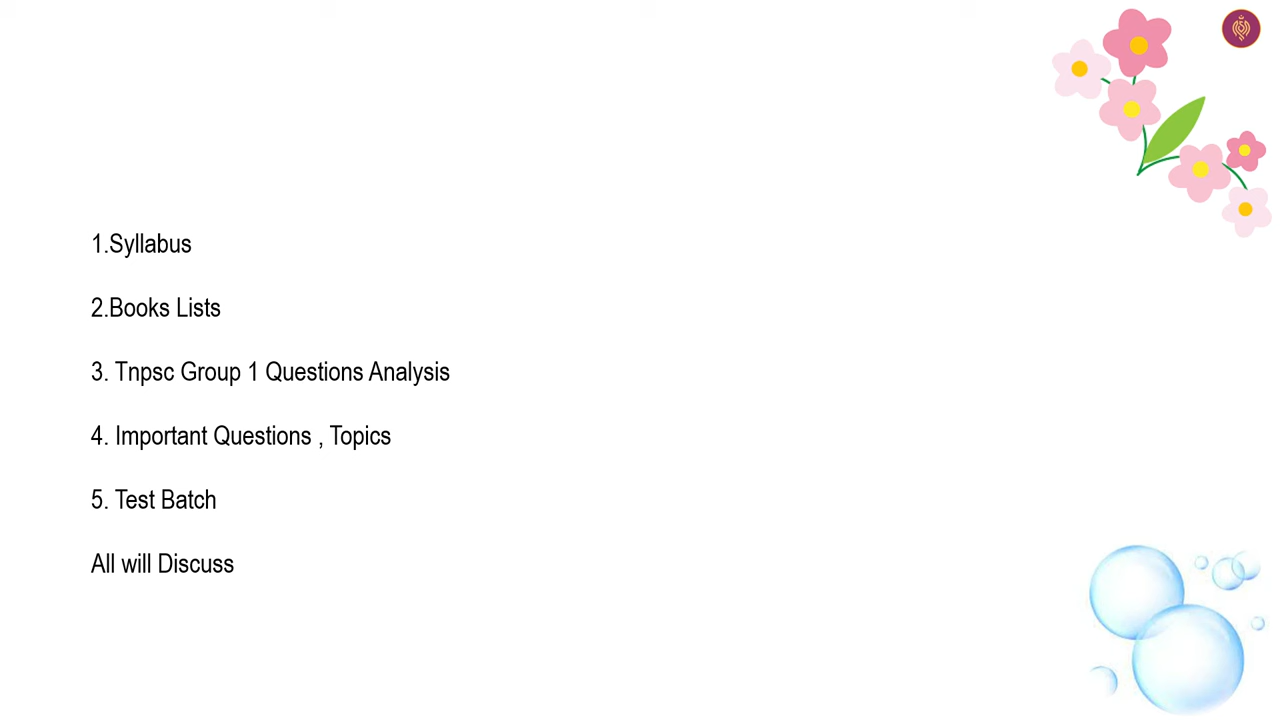 1.Syllabus
2.Books Lists
3. Tnpsc Group 1 Questions Analysis
4. Important Questions , Topics
5. Test Batch
All will Discuss